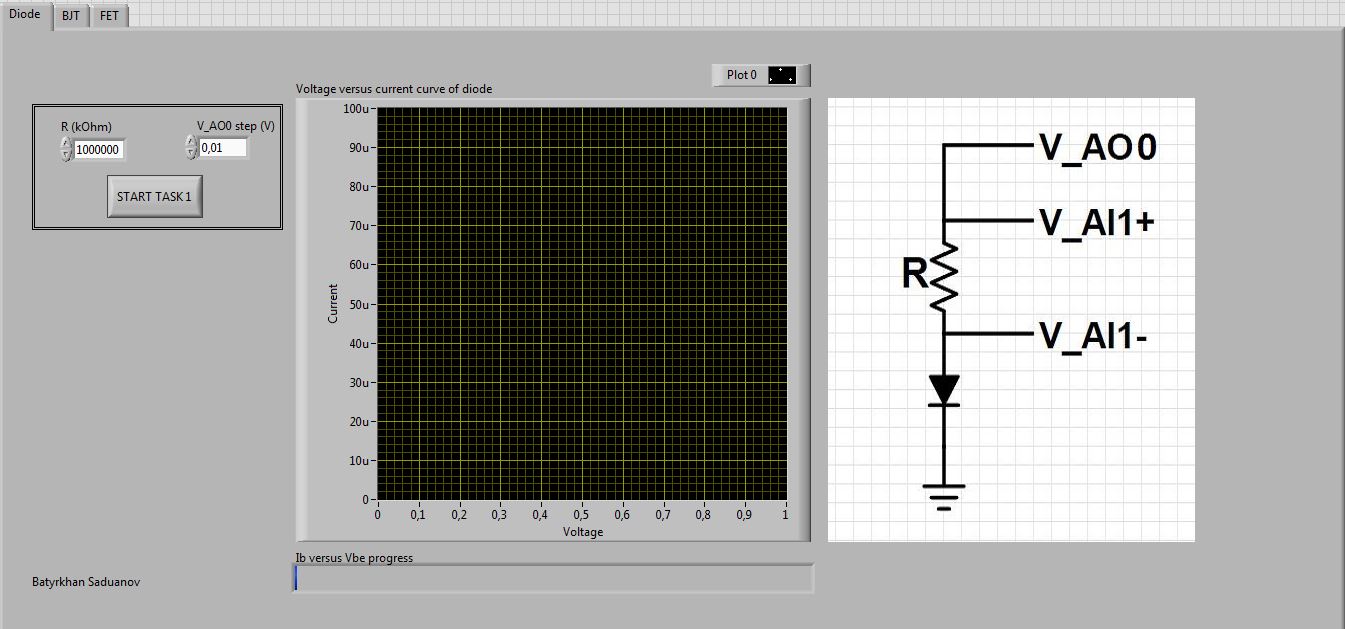 Diode BJT FET
Plot 0
Voltage versus current curve of diode
R (kOhm) V_AO0 step (V)
1000000 0,01
START TASK1
100u
90u
80u
70u
60u
50u
40u
30u
20u
10u
0
Current
0 0,1 0,2 0,3 0,4 0,5 0,6 0,7 0,8 0,9 1
Voltage
V_AO0
V_AI1+
R
V_AI1-
Ib versus Vbe progress
Batyrkhan Saduanov